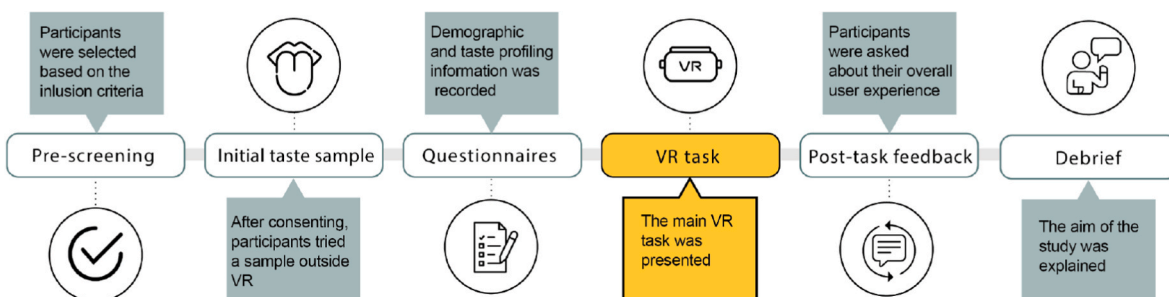 Participants
were selected
based on the
inlusion criteria
Demographic
and taste profiling
information was
recorded
VR
Participants
were asked
about their overall
user experience
Pre-screening
Initial taste sample
Questionnaires
VR task
Post-task feedback
Debrief
After consenting,
participants tried
a sample outside
VR
The main VR
task was
presented
The aim of the
study was
explained